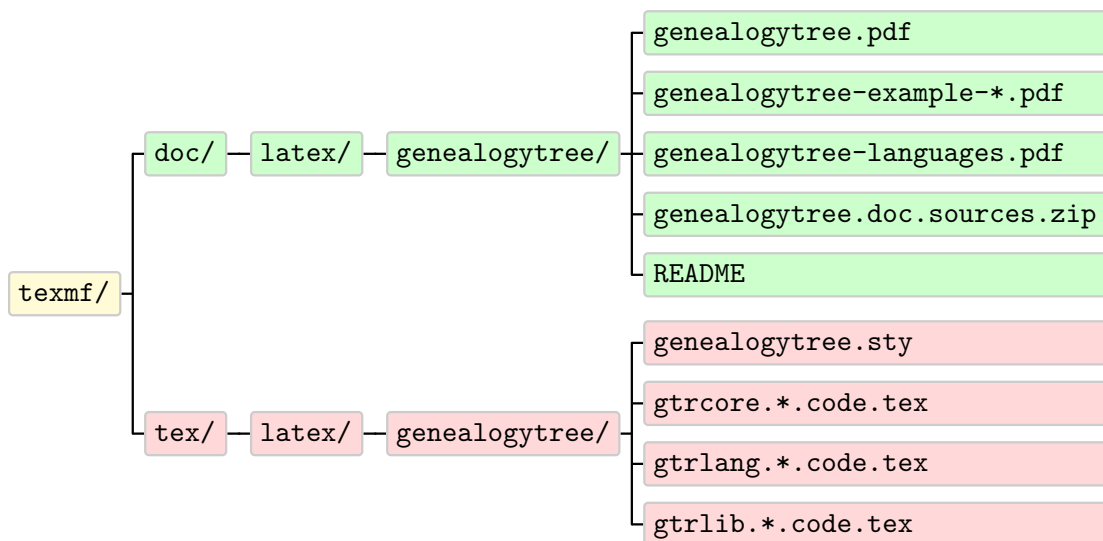 genealogytree.pdf
genealogytree-example-*.pdf
doc/ latex/ genealogytree/ genealogytree-languages.pdf
genealogytree.doc.sources.zip
README
texmf/
genealogytree.sty
gtrcore.*.code.tex
tex/ latex/ genealogytree/
gtrlang.*.code.tex
gtrlib.*.code.tex